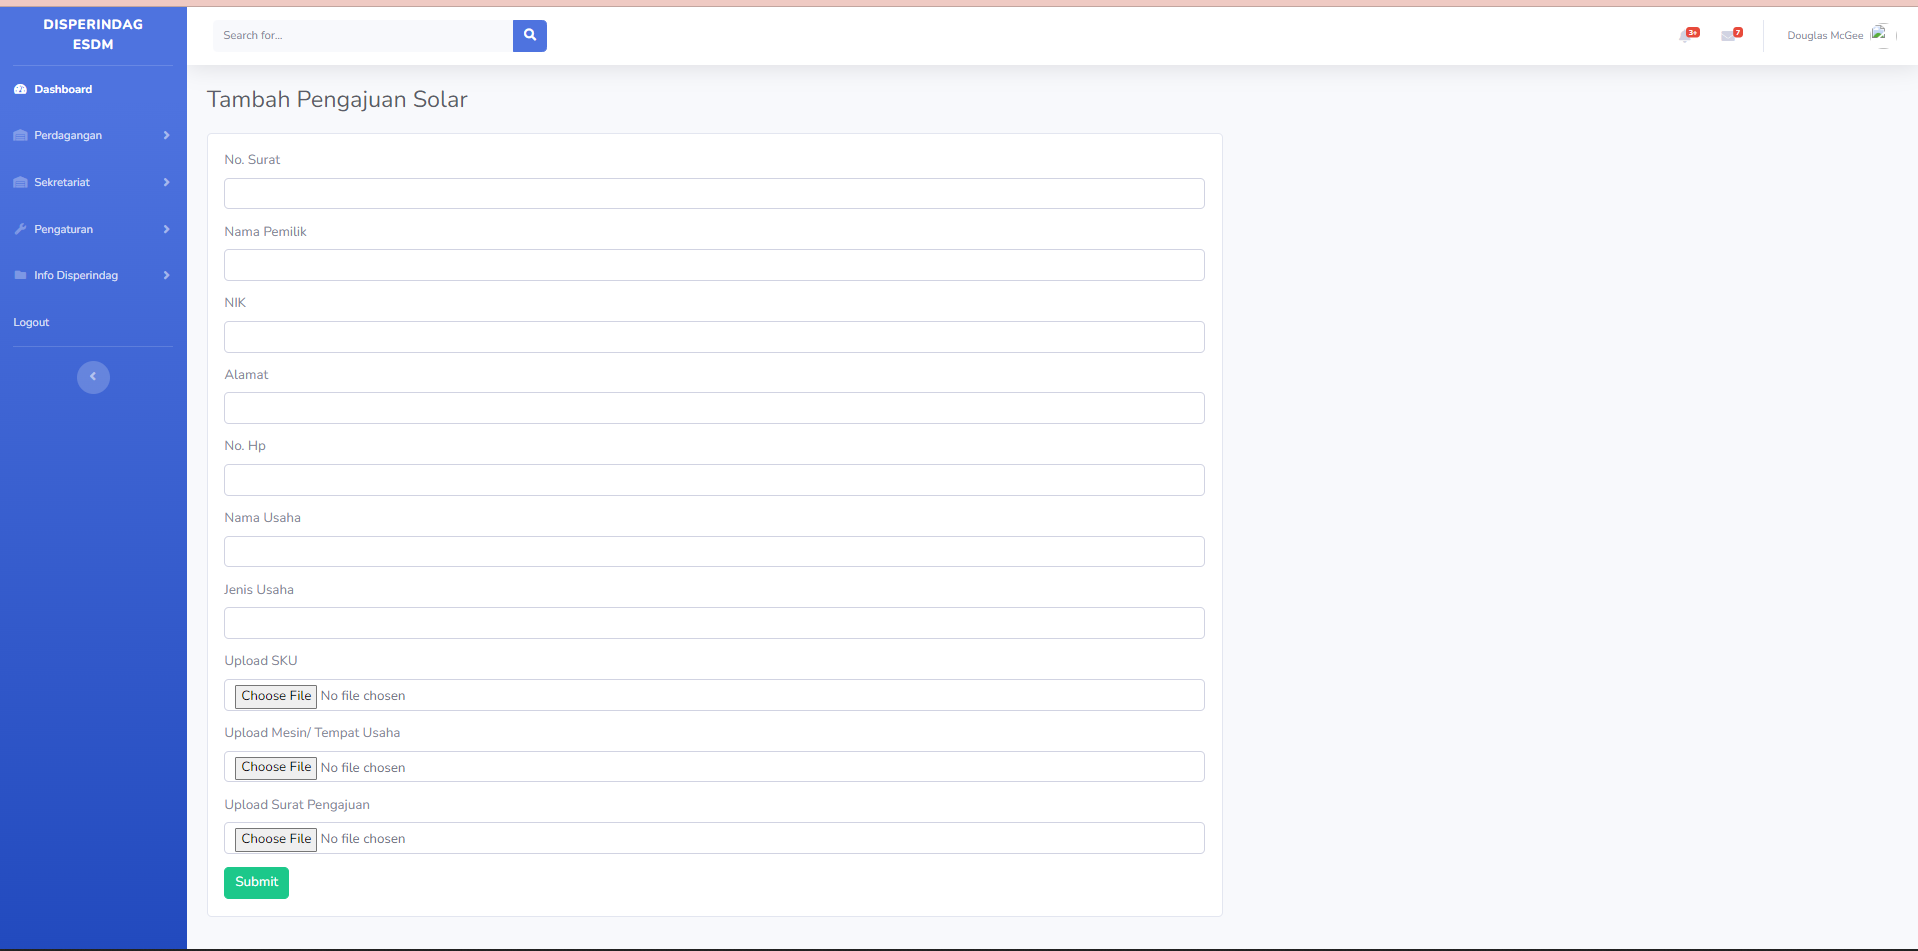 DISPERINDAG
ESDM
Dashboard
Perdagangan
Sekretariat
Pengaturan
Info Disperindag
Logout
Search for...
3+
7
Douglas McGee
Tambah Pengajuan Solar
No. Surat
Nama Pemilik
NIK
Alamat
No. Hp
Nama Usaha
Jenis Usaha
Upload SKU
Choose File No file chosen
Upload Mesin/ Tempat Usaha
Choose File No file chosen
Upload Surat Pengajuan
Choose File No file chosen
Submit